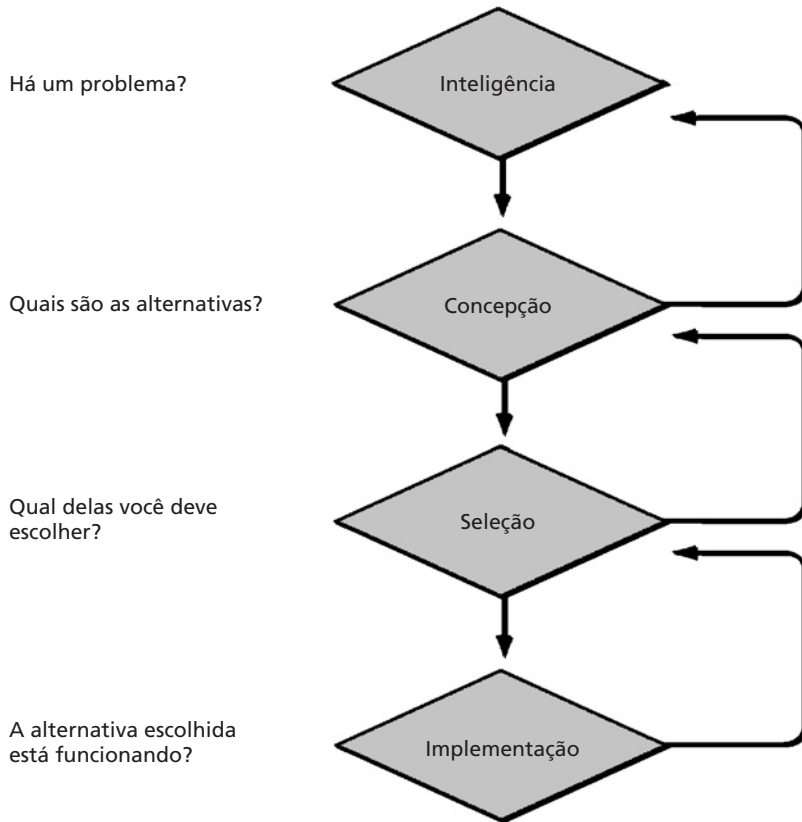 Há um problema?
Inteligência
Quais são as alternativas?
Concepção
Qual delas você deve
escolher?
Seleção
A alternativa escolhida
está funcionando?
Implementação